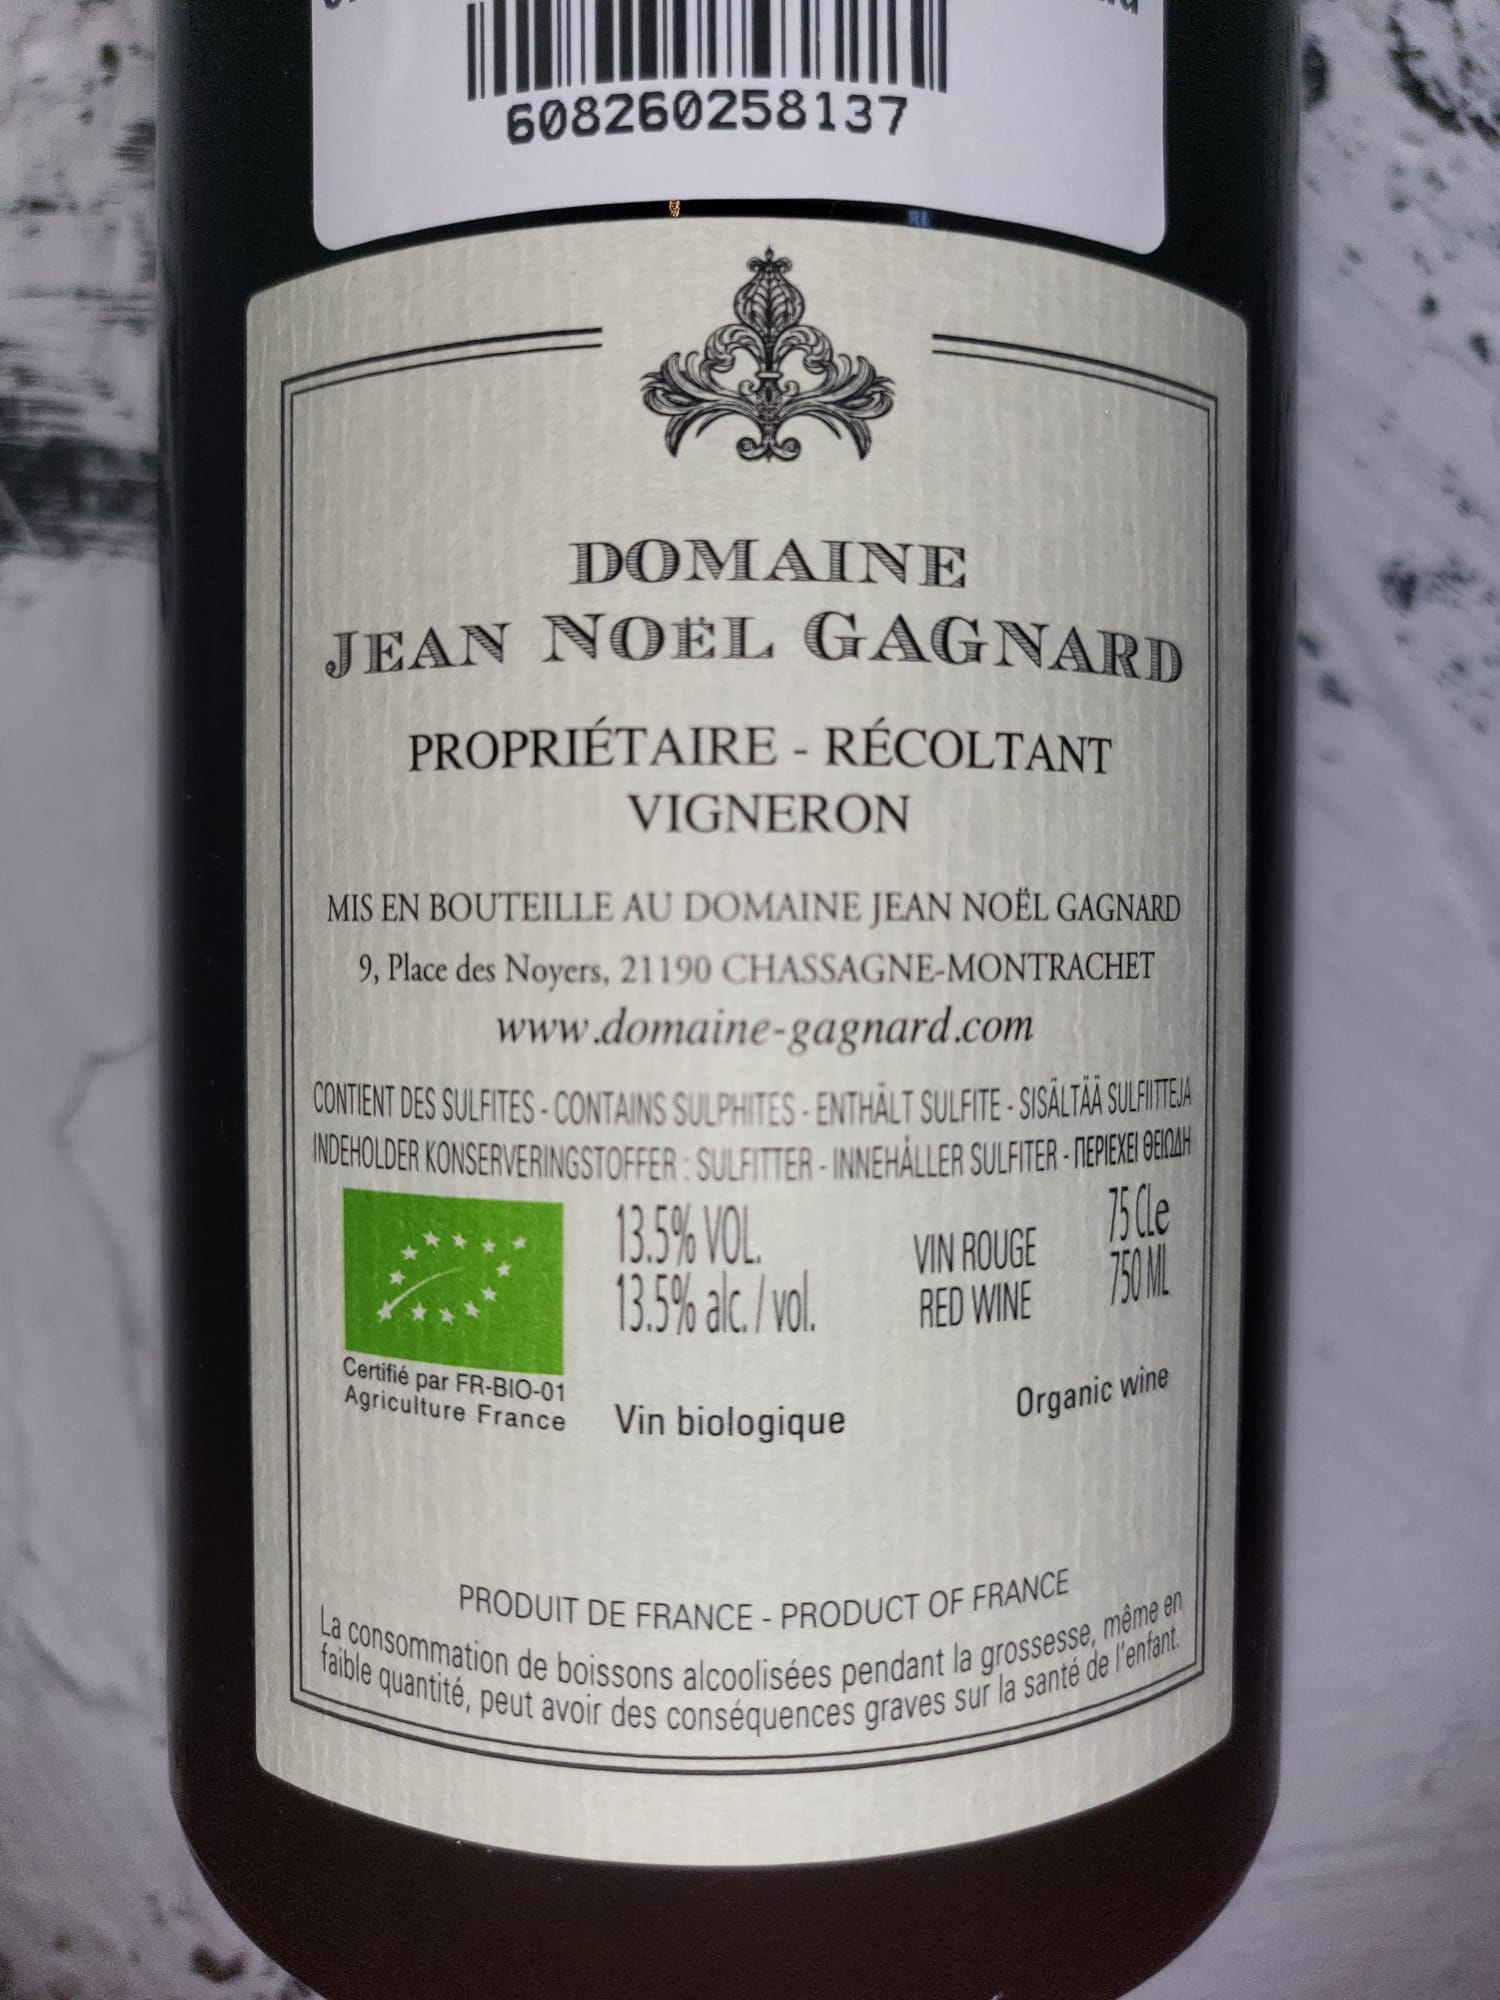 608260258137
DOMAINE
JEAN NOËL GAGNARD
PROPRIÉTAIRE - RÉCOLTANT
VIGNERON
MIS EN BOUTEILLE AU DOMAINE JEAN NOËL GAGNARD
9, Place des Noyers, 21190 CHASSAGNE-MONTRACHET
www.domaine-gagnard.com
CONTIENT DES SULFITES - CONTAINS SULPHITES - ENTHÄLT SULFITE - SISÄLTÄÄ SULFIITTEJA
INDEHOLDER KONSERVERINGSTOFFER : SULFITTER - INNEHÅLLER SULFITER - ΠΕΡΙΕΧΕΙ ΘΕΙΩΔΗ
13.5% VOL.
13.5% alc. / vol.
VIN ROUGE
RED WINE
75 CLe
750 ML
Certifié par FR-BIO-01
Agriculture France
Vin biologique
Organic wine
PRODUIT DE FRANCE - PRODUCT OF FRANCE
La consommation de boissons alcoolisées pendant la grossesse, même en
faible quantité, peut avoir des conséquences graves sur la santé de l'enfant.